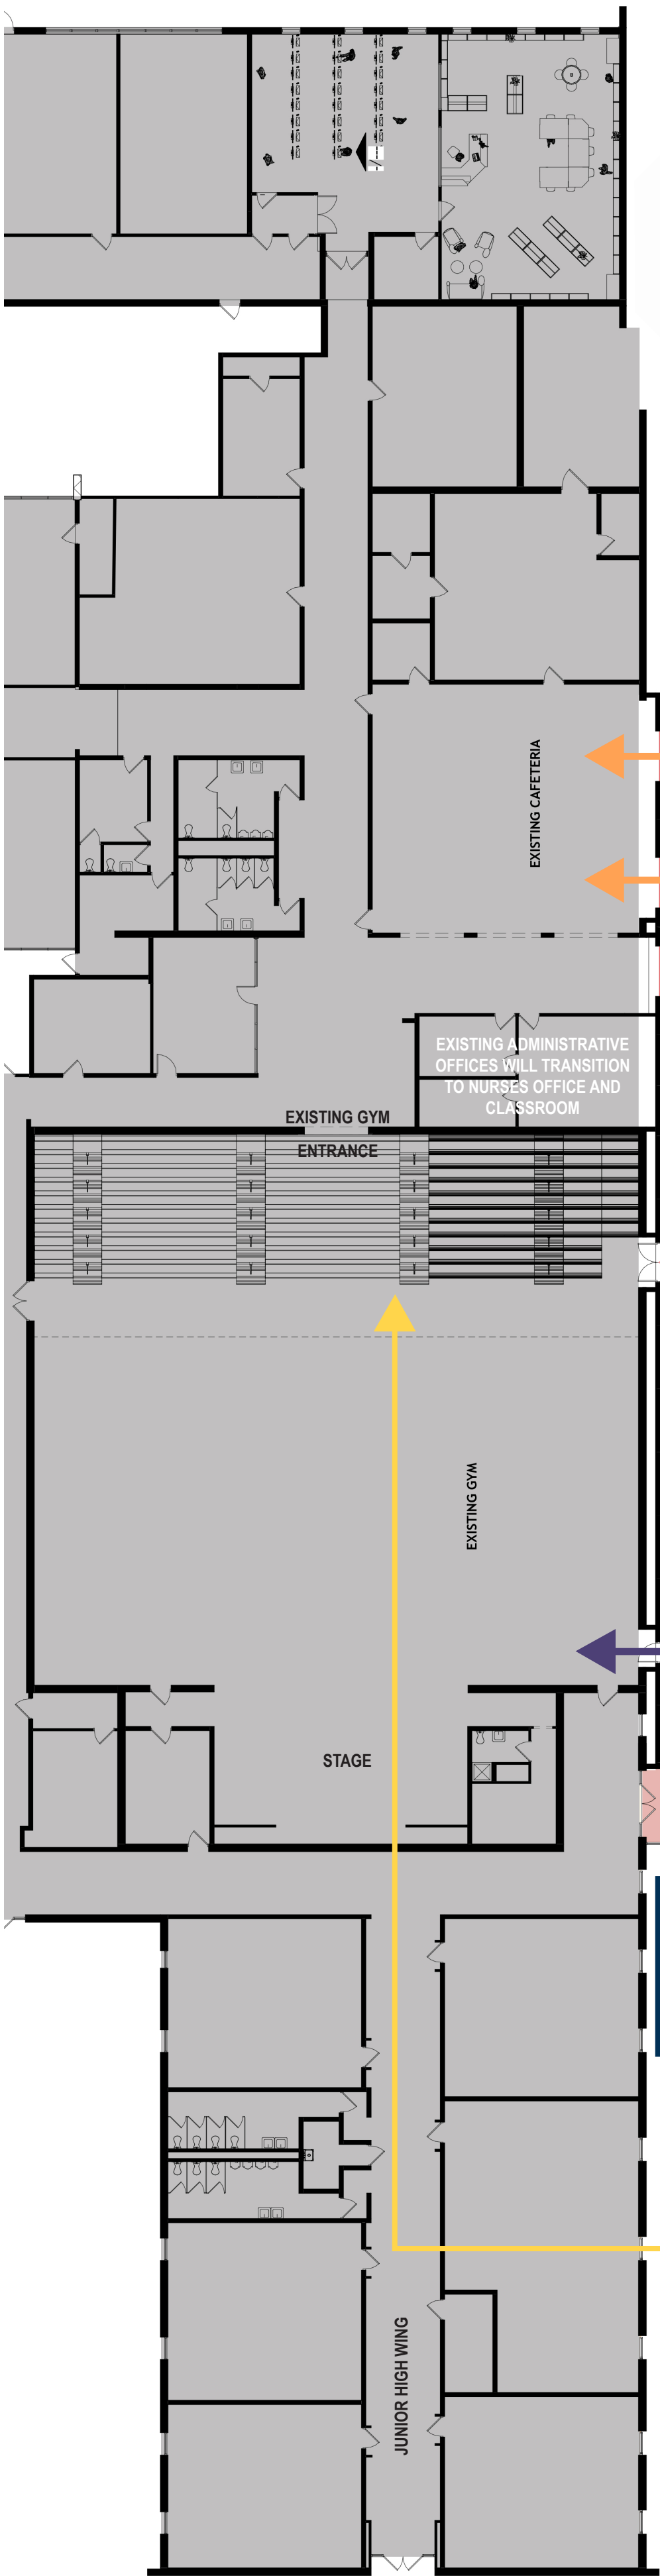 EXISTING CAFETERIA
EXISTING ADMINISTRATIVE
OFFICES WILL TRANSITION
TO NURSES OFFICE AND
CLASSROOM
EXISTING GYM
ENTRANCE
EXISTING GYM
STAGE
JUNIOR HIGH WING